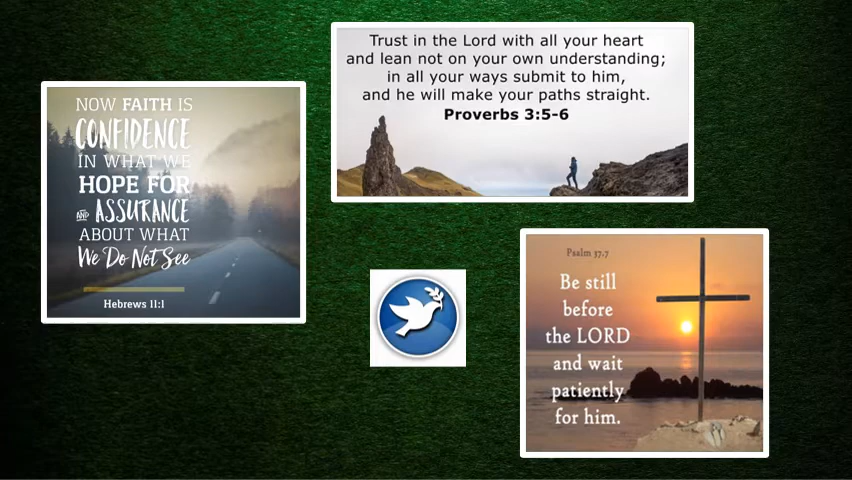 NOW FAITH IS
CONFIDENCE
IN WHAT WE
HOPE FOR
AND ASSURANCE
ABOUT WHAT
We Do Not See
Hebrews 11:1
Trust in the Lord with all your heart
and lean not on your own understanding;
in all your ways submit to him,
and he will make your paths straight.
Proverbs 3:5-6
Psalm 37.7
Be still
before
the LORD
and wait
patiently
for him.